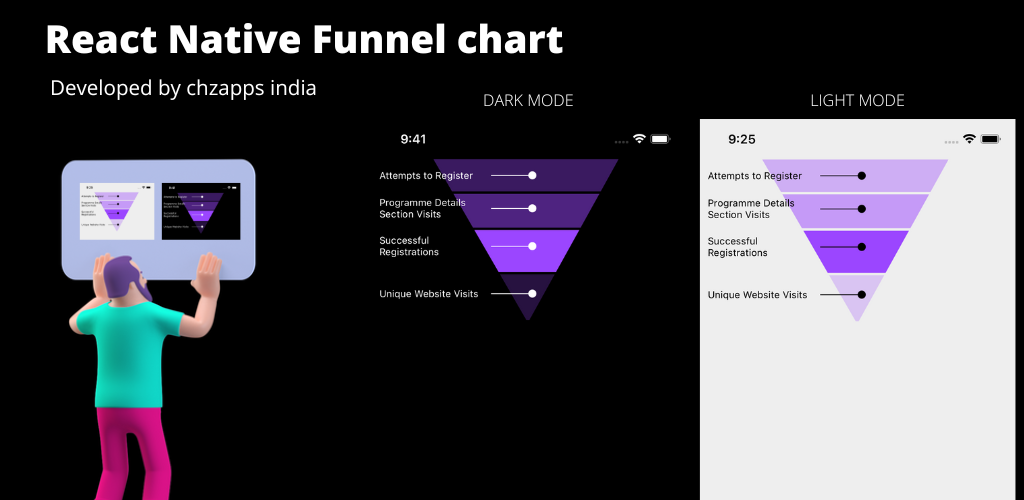 React Native Funnel chart
Developed by chzapps india
DARK MODE
9:41
Attempts to Register
Programme Details
Section Visits
Successful
Registrations
Unique Website Visits
LIGHT MODE
9:25
Attempts to Register
Programme Details
Section Visits
Successful
Registrations
Unique Website Visits